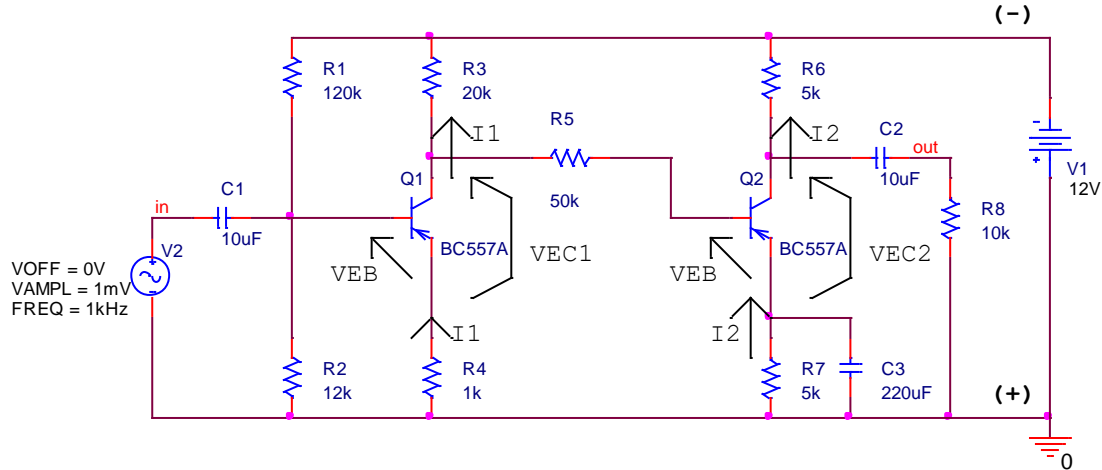 (-)
R1
120k
R3
20k
R6
5k
I1
I2
R5
50k
C2
10uF
out
V1
12V
Q1
BC557A
Q2
BC557A
in
C1
10uF
V2
VOFF = 0V
VAMPL = 1mV
FREQ = 1kHz
VEB
VEC1
VEB
VEC2
R8
10k
I1
I2
R2
12k
R4
1k
R7
5k
C3
220uF
(+)
0
-
+
+
-